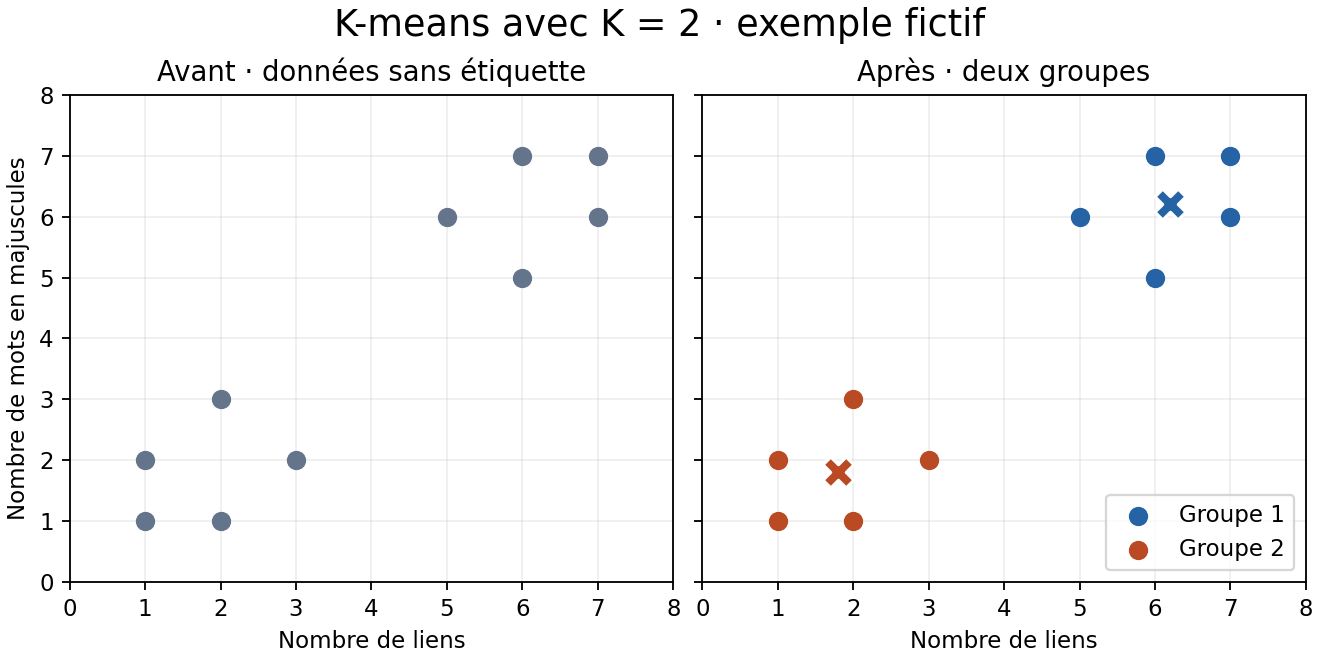 K-means avec K = 2 · exemple fictif
Avant · données sans étiquette
Après · deux groupes
Nombre de mots en majuscules
8
7
6
5
4
3
2
1
0
0 1 2 3 4 5 6 7 8
0 1 2 3 4 5 6 7 8
Nombre de liens
Nombre de liens
Groupe 1
Groupe 2